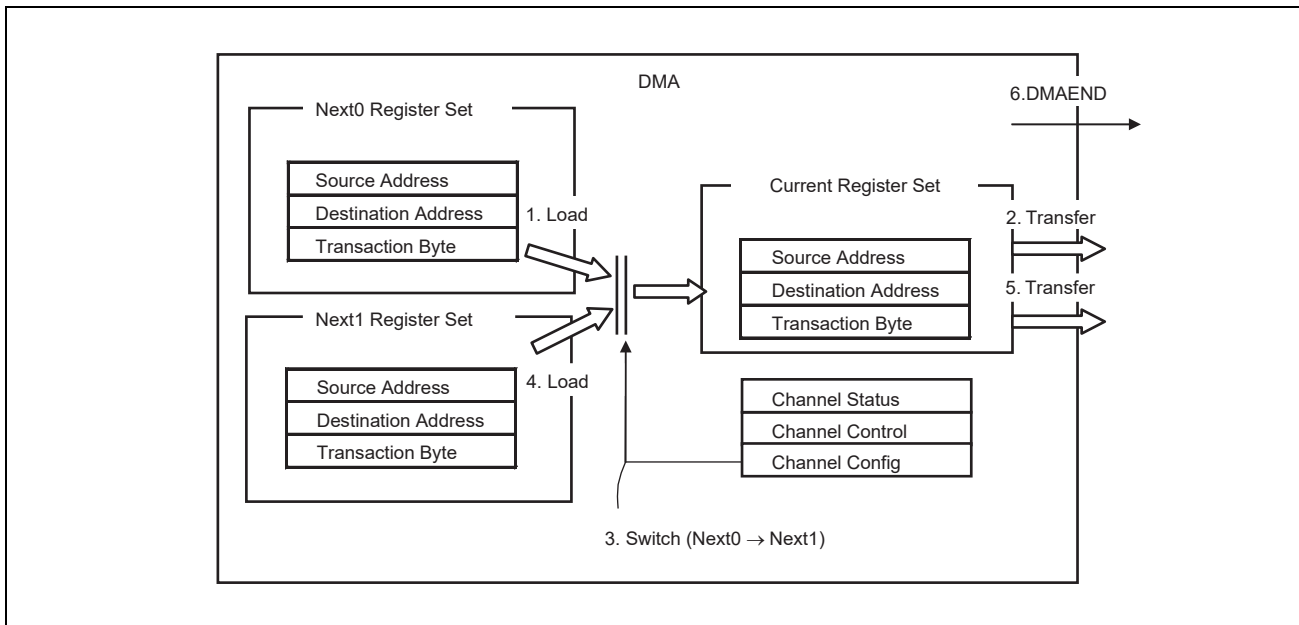 DMA
6.DMAEND
Next0 Register Set
Source Address
Destination Address
Transaction Byte
1. Load
Current Register Set
Source Address
Destination Address
Transaction Byte
2. Transfer
5. Transfer
Next1 Register Set
Source Address
Destination Address
Transaction Byte
4. Load
Channel Status
Channel Control
Channel Config
3. Switch (Next0 → Next1)